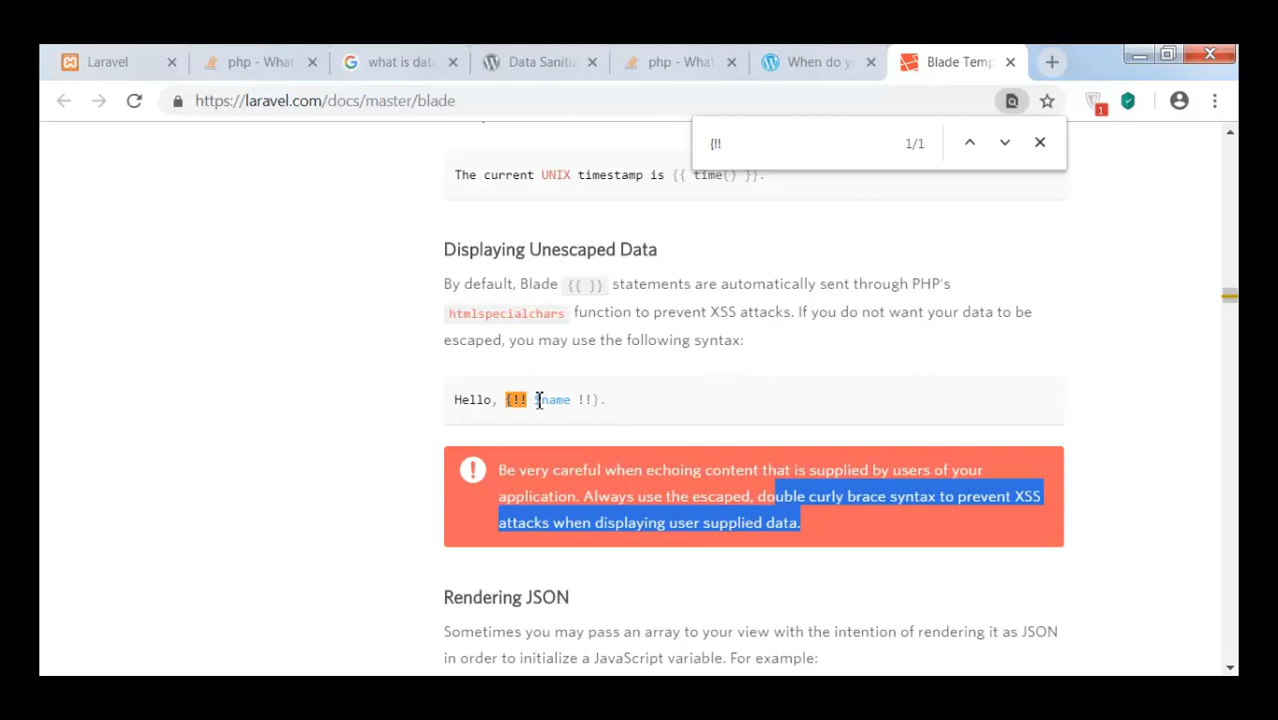 Laravel
php - What
what is data
Data Sanitiz
php - What
When do yo
Blade Temp
https://laravel.com/docs/master/blade
1
{!!
1/1
The current UNIX timestamp is {{ time() }}.
Displaying Unescaped Data
By default, Blade {{ }} statements are automatically sent through PHP's
htmlspecialchars function to prevent XSS attacks. If you do not want your data to be
escaped, you may use the following syntax:
Hello, {!! $name !!}.
Be very careful when echoing content that is supplied by users of your
application. Always use the escaped, double curly brace syntax to prevent XSS
attacks when displaying user supplied data.
Rendering JSON
Sometimes you may pass an array to your view with the intention of rendering it as JSON
in order to initialize a JavaScript variable. For example: